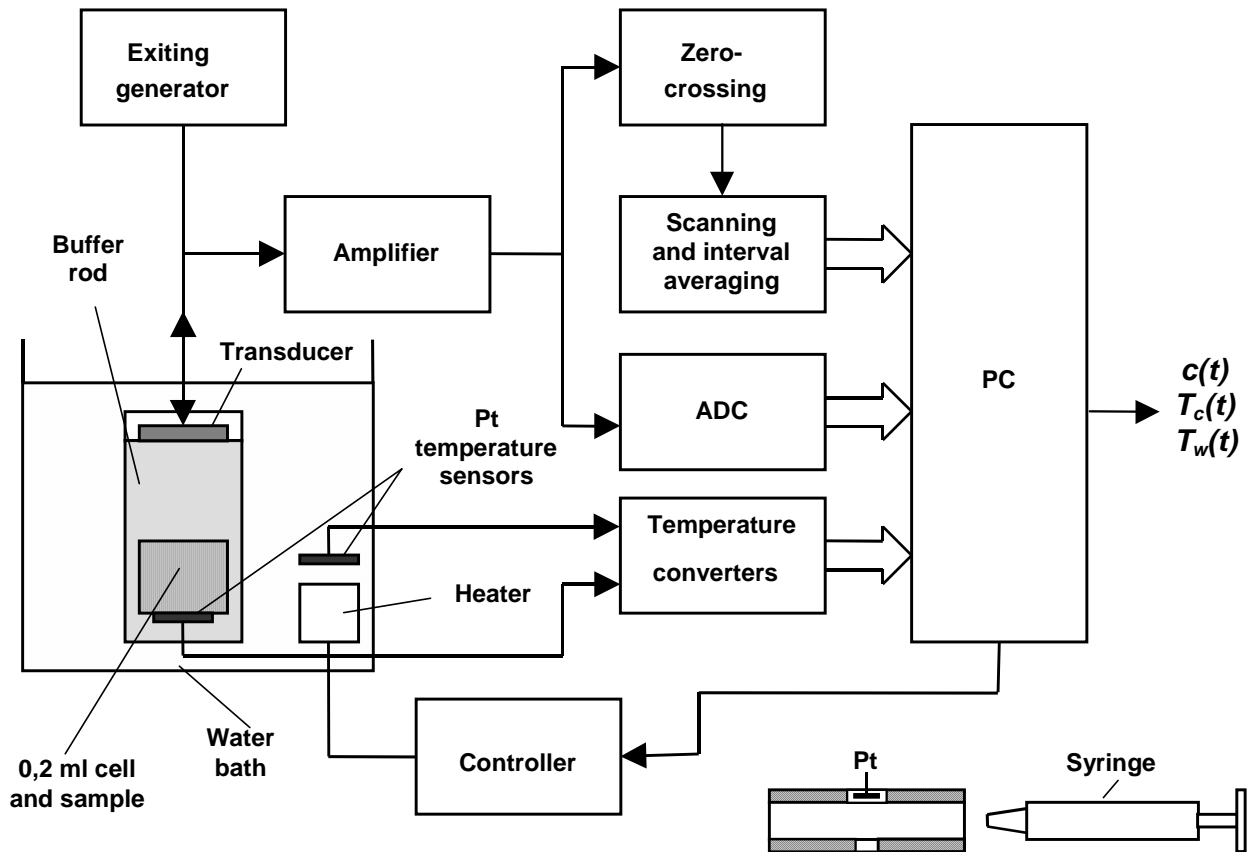 Exiting
generator
Zero-
crossing
Amplifier
Scanning
and interval
averaging
Buffer
rod
Transducer
ADC
PC
c(t)
Tc(t)
Tw(t)
Pt
temperature
sensors
Temperature
converters
Heater
Water
bath
0,2 ml cell
and sample
Controller
Pt
Syringe